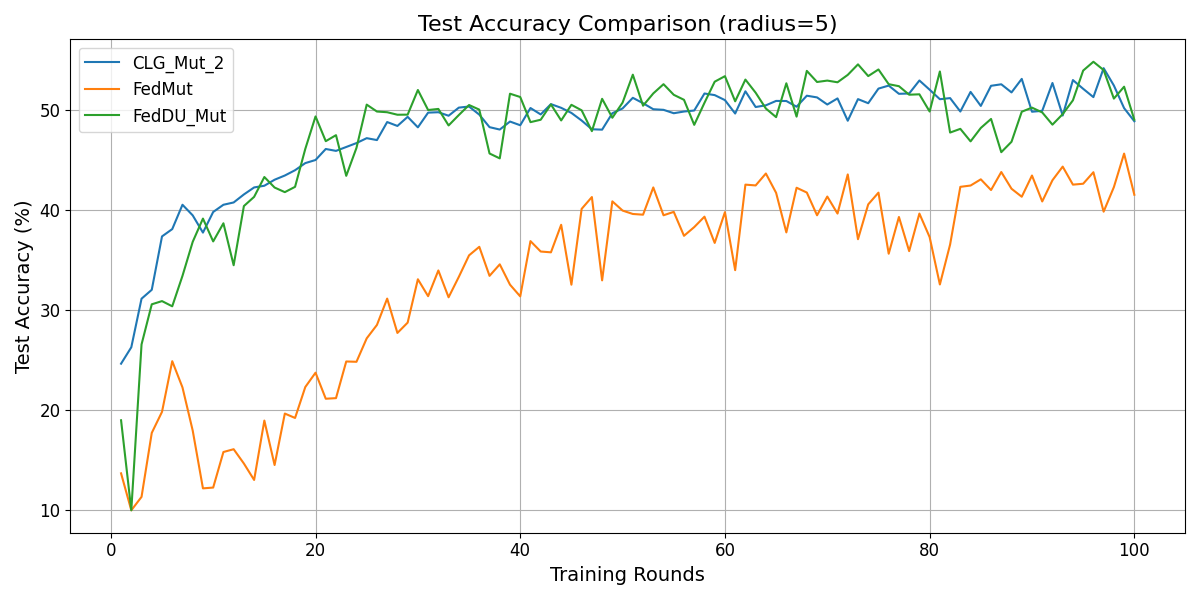 Test Accuracy Comparison (radius=5)
CLG_Mut_2
FedMut
FedDU_Mut
Test Accuracy (%)
50
40
30
20
10
0 20 40 60 80 100
Training Rounds